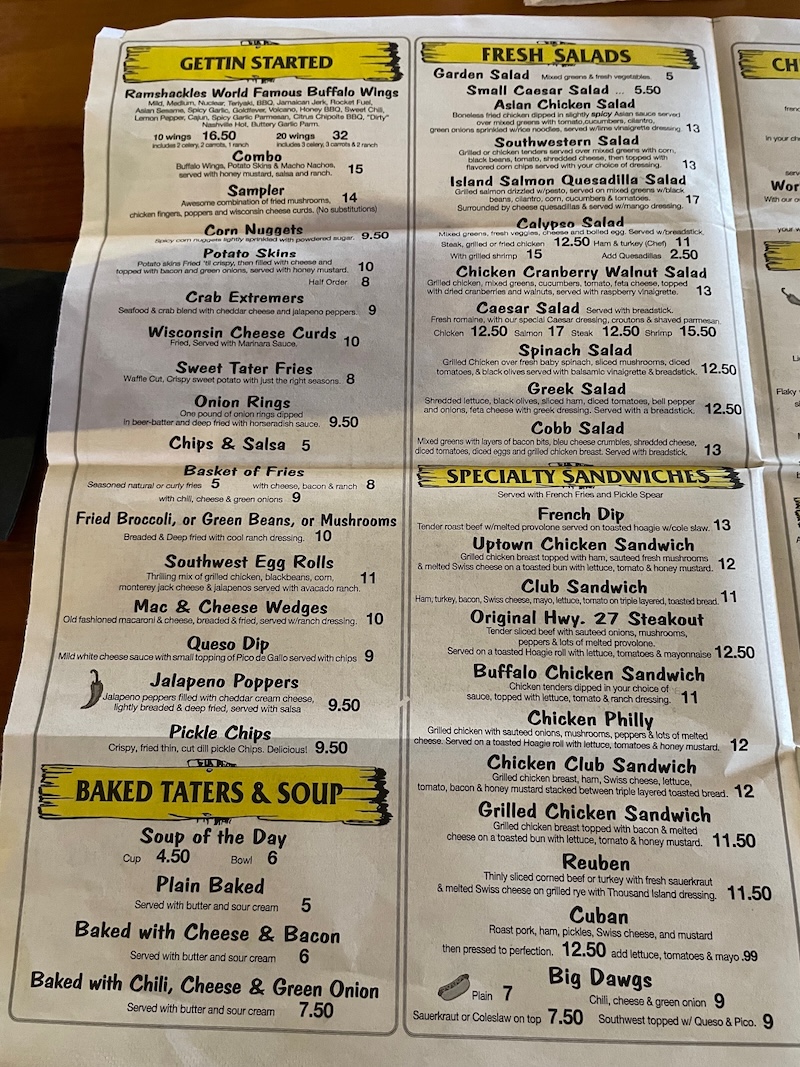 GETTIN STARTED
Ramshackles World Famous Buffalo Wings
Mild, Medium, Nuclear, Teriyaki, BBQ, Jamaican Jerk, Rocket Fuel,
Asian Sesame, Spicy Garlic, Goldfever, Volcano, Honey BBQ, Sweet Chili,
Lemon Pepper, Cajun, Spicy Garlic Parmesan, Citrus Chipotle BBQ, "Dirty"
Nashville Hot, Buttery Garlic Parm.
10 wings 16.50 20 wings 32
includes 2 celery, 2 carrots, 1 ranch includes 3 celery, 3 carrots & 2 ranch
Combo
Buffalo Wings, Potato Skins & Macho Nachos,
served with honey mustard, salsa and ranch. 15
Sampler
Awesome combination of fried mushrooms, 14
chicken fingers, poppers and wisconsin cheese curds. (No substitutions)
Corn Nuggets
Spicy corn nuggets lightly sprinkled with powdered sugar. 9.50
Potato Skins
Potato skins Fried 'til crispy, then filled with cheese and
topped with bacon and green onions, served with honey mustard. 10
Half Order 8
Crab Extremers
Seafood & crab blend with cheddar cheese and jalapeno peppers. 9
Wisconsin Cheese Curds
Fried, Served with Marinara Sauce. 10
Sweet Tater Fries
Waffle Cut, Crispy sweet potato with just the right seasons. 8
Onion Rings
One pound of onion rings dipped
in beer-batter and deep fried with horseradish sauce. 9.50
Chips & Salsa 5
Basket of Fries
Seasoned natural or curly fries 5 with cheese, bacon & ranch 8
with chili, cheese & green onions 9
Fried Broccoli, or Green Beans, or Mushrooms
Breaded & Deep fried with cool ranch dressing. 10
Southwest Egg Rolls
Thrilling mix of grilled chicken, blackbeans, corn, 11
monterey jack cheese & jalapenos served with avacado ranch.
Mac & Cheese Wedges
Old fashioned macaroni & cheese, breaded & fried, served w/ranch dressing. 10
Queso Dip
Mild white cheese sauce with small topping of Pico de Gallo served with chips 9
Jalapeno Poppers
Jalapeno peppers filled with cheddar cream cheese,
lightly breaded & deep fried, served with salsa 9.50
Pickle Chips
Crispy, fried thin, cut dill pickle Chips. Delicious! 9.50
BAKED TATERS & SOUP
Soup of the Day
Cup 4.50 Bowl 6
Plain Baked
Served with butter and sour cream 5
Baked with Cheese & Bacon
Served with butter and sour cream 6
Baked with Chili, Cheese & Green Onion
Served with butter and sour cream 7.50
FRESH SALADS
Garden Salad Mixed greens & fresh vegetables. 5
Small Caesar Salad ... 5.50
Asian Chicken Salad
Boneless fried chicken dipped in slightly spicy Asian sauce served
over mixed greens with tomato, cucumbers, cilantro,
green onions sprinkled w/rice noodles, served w/lime vinaigrette dressing 13
Southwestern Salad
Grilled or chicken tenders served over mixed greens with corn,
black beans, tomato, shredded cheese, then topped with
flavored corn chips served with your choice of dressing. 13
Island Salmon Quesadilla Salad
Grilled salmon drizzled w/pesto, served on mixed greens w/black
beans, cilantro, corn, cucumbers & tomatoes. 17
Surrounded by cheese quesadillas & served w/mango dressing.
Calypso Salad
Mixed greens, fresh veggies, cheese and boiled egg. Served w/breadstick.
Steak, grilled or fried chicken 12.50 Ham & turkey (Chef) 11
With grilled shrimp 15 Add Quesadillas 2.50
Chicken Cranberry Walnut Salad
Grilled chicken, mixed greens, cucumbers, tomato, feta cheese, topped
with dried cranberries and walnuts, served with raspberry vinaigrette. 13
Caesar Salad Served with breadstick.
Fresh romaine, with our special Caesar dressing, croutons & shaved parmesan.
Chicken 12.50 Salmon 17 Steak 12.50 Shrimp 15.50
Spinach Salad
Grilled Chicken over fresh baby spinach, sliced mushrooms, diced
tomatoes, & black olives served with balsamic vinaigrette & breadstick. 12.50
Greek Salad
Shredded lettuce, black olives, sliced ham, diced tomatoes, bell pepper
and onions, feta cheese with greek dressing. Served with a breadstick. 12.50
Cobb Salad
Mixed greens with layers of bacon bits, bleu cheese crumbles, shredded cheese,
diced tomatoes, diced eggs and grilled chicken breast. Served with breadstick. 13
SPECIALTY SANDWICHES
Served with French Fries and Pickle Spear
French Dip
Tender roast beef w/melted provolone served on toasted hoagie w/cole slaw. 13
Uptown Chicken Sandwich
Grilled chicken breast topped with ham, sauteed fresh mushrooms
& melted Swiss cheese on a toasted bun with lettuce, tomato & honey mustard. 12
Club Sandwich
Ham, turkey, bacon, Swiss cheese, mayo, lettuce, tomato on triple layered, toasted bread. 11
Original Hwy. 27 Steakout
Tender sliced beef with sauteed onions, mushrooms,
peppers & lots of melted provolone.
Served on a toasted Hoagie roll with lettuce, tomatoes & mayonnaise 12.50
Buffalo Chicken Sandwich
Chicken tenders dipped in your choice of
sauce, topped with lettuce, tomato & ranch dressing. 11
Chicken Philly
Grilled chicken with sauteed onions, mushrooms, peppers & lots of melted
cheese. Served on a toasted Hoagie roll with lettuce, tomatoes & honey mustard. 12
Chicken Club Sandwich
Grilled chicken breast, ham, Swiss cheese, lettuce,
tomato, bacon & honey mustard stacked between triple layered toasted bread. 12
Grilled Chicken Sandwich
Grilled chicken breast topped with bacon & melted
cheese on a toasted bun with lettuce, tomato & honey mustard. 11.50
Reuben
Thinly sliced corned beef or turkey with fresh sauerkraut
& melted Swiss cheese on grilled rye with Thousand Island dressing. 11.50
Cuban
Roast pork, ham, pickles, Swiss cheese, and mustard
then pressed to perfection. 12.50 add lettuce, tomatoes & mayo .99
Big Dawgs
Plain 7 Chili, cheese & green onion 9
Sauerkraut or Coleslaw on top 7.50 Southwest topped w/ Queso & Pico. 9